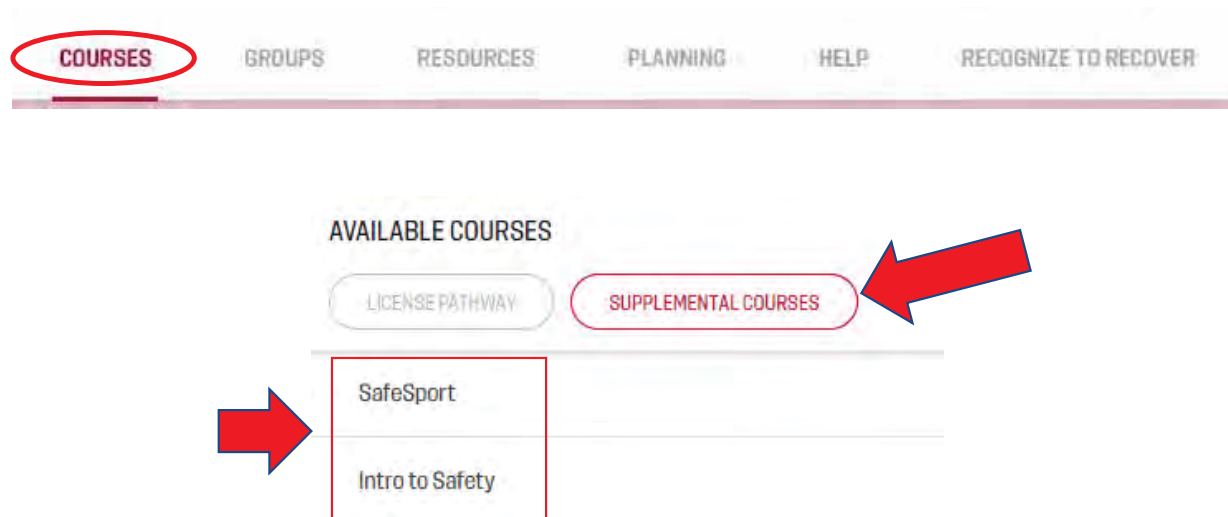 COURSES GROUPS RESOURCES PLANNING HELP RECOGNIZE TO RECOVER
AVAILABLE COURSES
LICENSE PATHWAY SUPPLEMENTAL COURSES
SafeSport
Intro to Safety